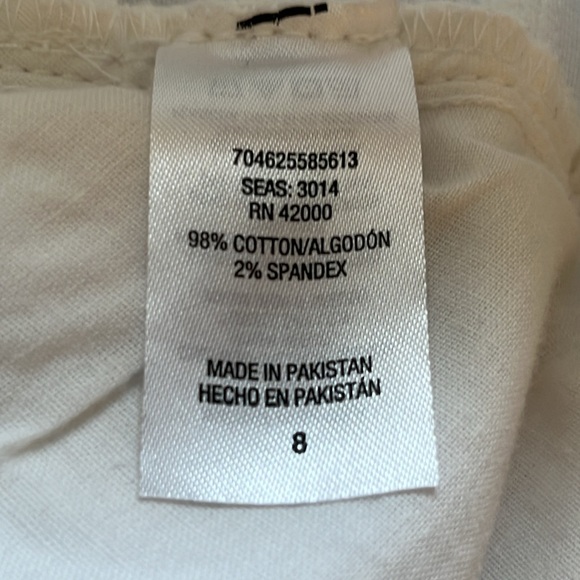 704625585613
SEAS: 3014
RN 42000
98% COTTON/ALGODÓN
2% SPANDEX
MADE IN PAKISTAN
HECHO EN PAKISTÁN
8